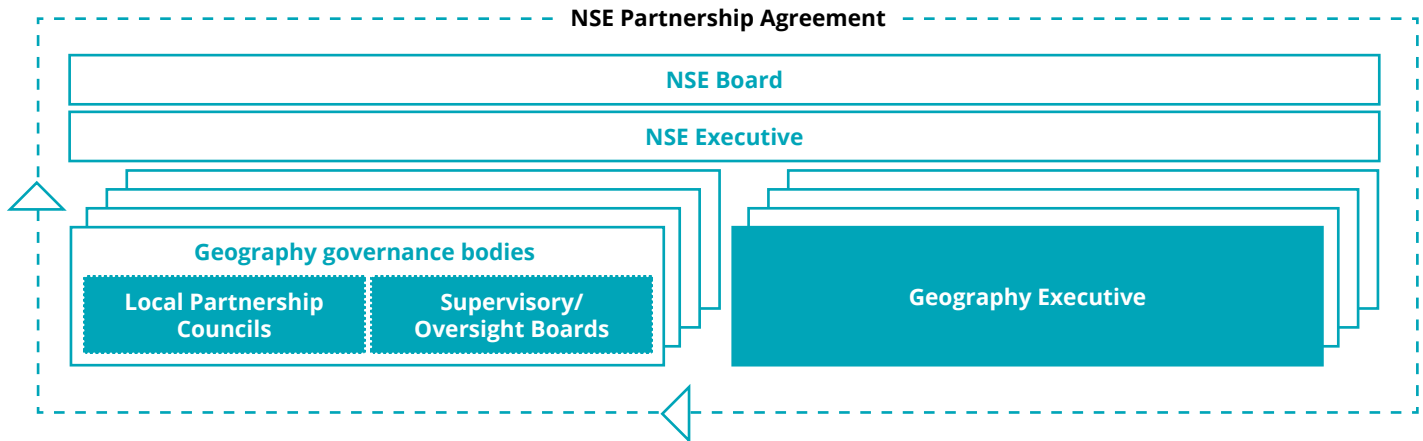 NSE Partnership Agreement
NSE Board
NSE Executive
Geography governance bodies
Local Partnership
Councils
Supervisory/
Oversight Boards
Geography Executive